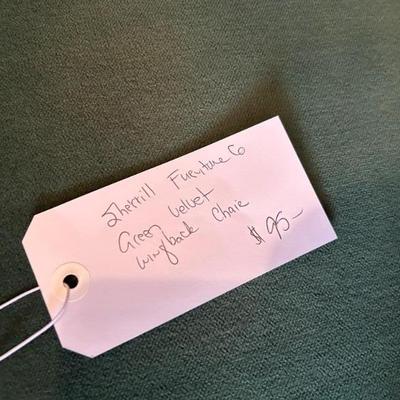 Sherrill Furniture Co
Green Velvet
Wingback Chair
$95-